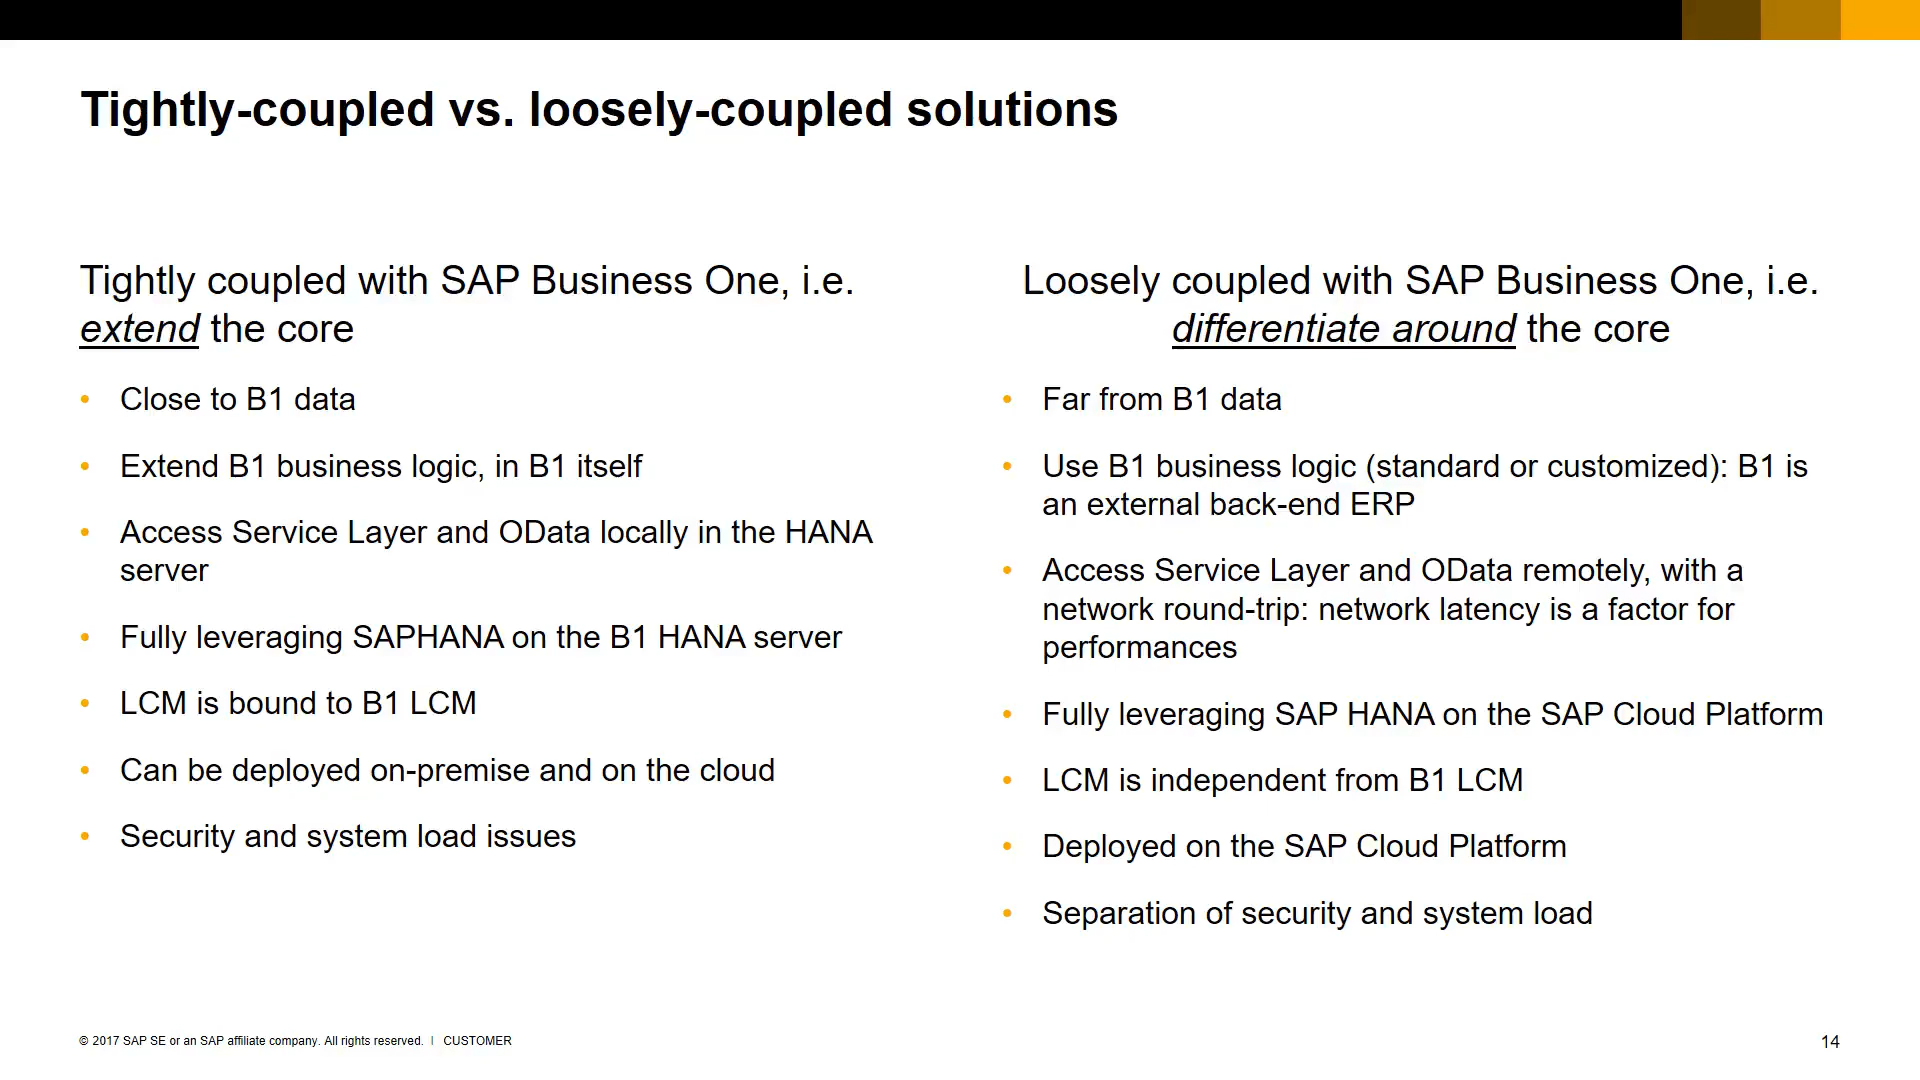 Tightly-coupled vs. loosely-coupled solutions
Tightly coupled with SAP Business One, i.e.
extend the core
• Close to B1 data
• Extend B1 business logic, in B1 itself
• Access Service Layer and OData locally in the HANA
server
• Fully leveraging SAPHANA on the B1 HANA server
• LCM is bound to B1 LCM
• Can be deployed on-premise and on the cloud
• Security and system load issues
Loosely coupled with SAP Business One, i.e.
differentiate around the core
• Far from B1 data
• Use B1 business logic (standard or customized): B1 is
an external back-end ERP
• Access Service Layer and OData remotely, with a
network round-trip: network latency is a factor for
performances
• Fully leveraging SAP HANA on the SAP Cloud Platform
• LCM is independent from B1 LCM
• Deployed on the SAP Cloud Platform
• Separation of security and system load
© 2017 SAP SE or an SAP affiliate company. All rights reserved. | CUSTOMER
14